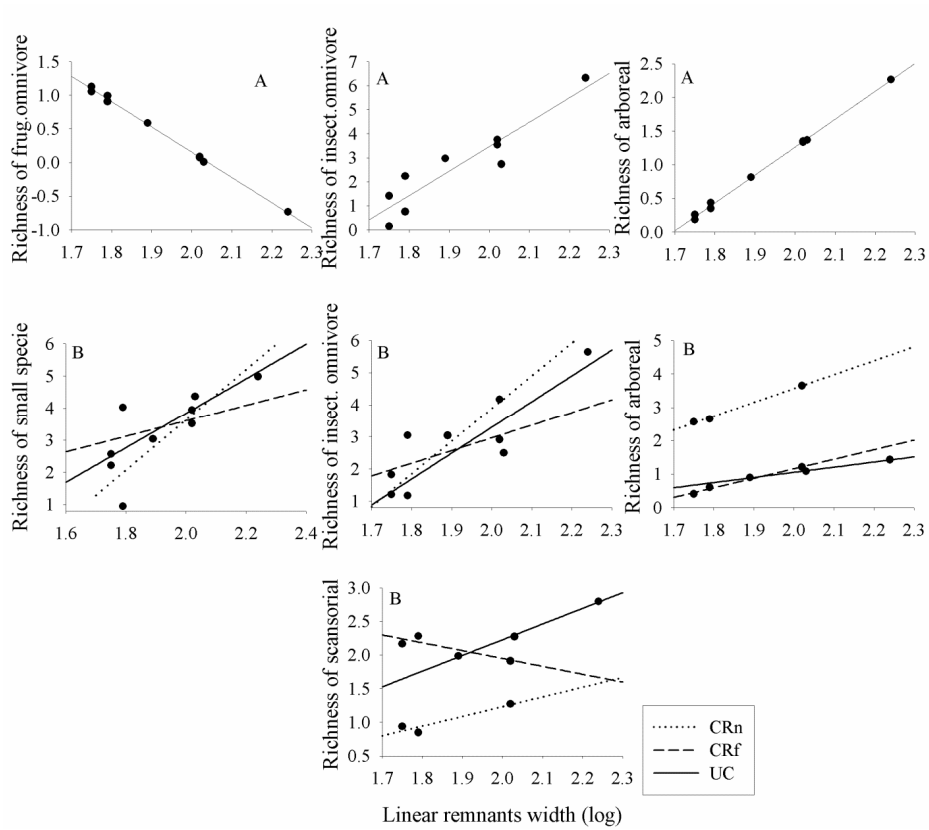 Richness of frug.omnivore
1.5
1.0
0.5
0.0
-0.5
-1.0
A
1.7 1.8 1.9 2.0 2.1 2.2 2.3
Richness of insect.omnivore
7
6
5
4
3
2
1
0
A
1.7 1.8 1.9 2.0 2.1 2.2 2.3
Richness of arboreal
2.5
2.0
1.5
1.0
0.5
0.0
A
1.7 1.8 1.9 2.0 2.1 2.2 2.3
Richness of small specie
6
5
4
3
2
1
B
1.6 1.8 2.0 2.2 2.4
Richness of insect. omnivore
6
5
4
3
2
1
B
1.7 1.8 1.9 2.0 2.1 2.2 2.3
Richness of arboreal
5
4
3
2
1
0
B
1.7 1.8 1.9 2.0 2.1 2.2 2.3
Richness of scansorial
3.0
2.5
2.0
1.5
1.0
0.5
B
1.7 1.8 1.9 2.0 2.1 2.2 2.3
Linear remnants width (log)
CRn
CRf
UC